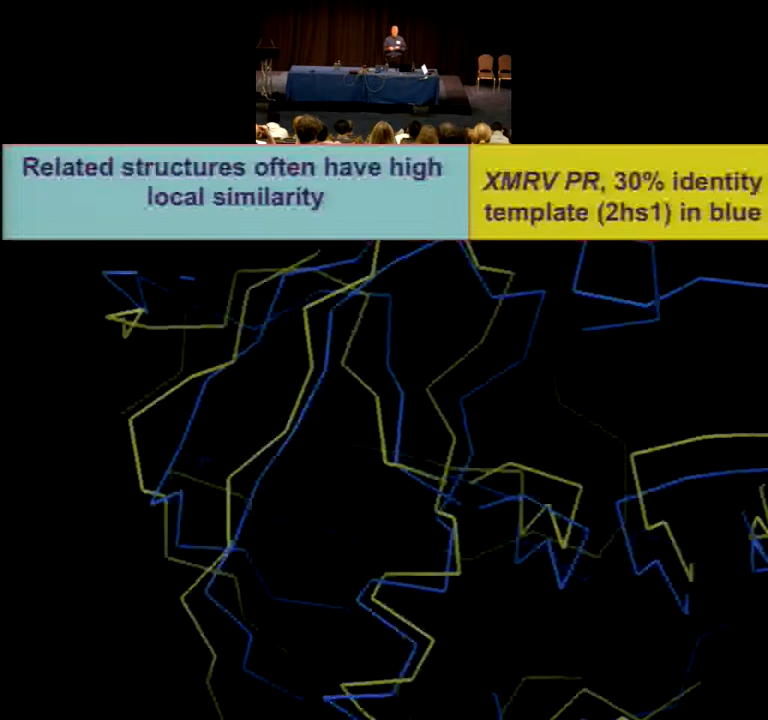 Related structures often have high
local similarity
XMRV PR, 30% identity
template (2hs1) in blue